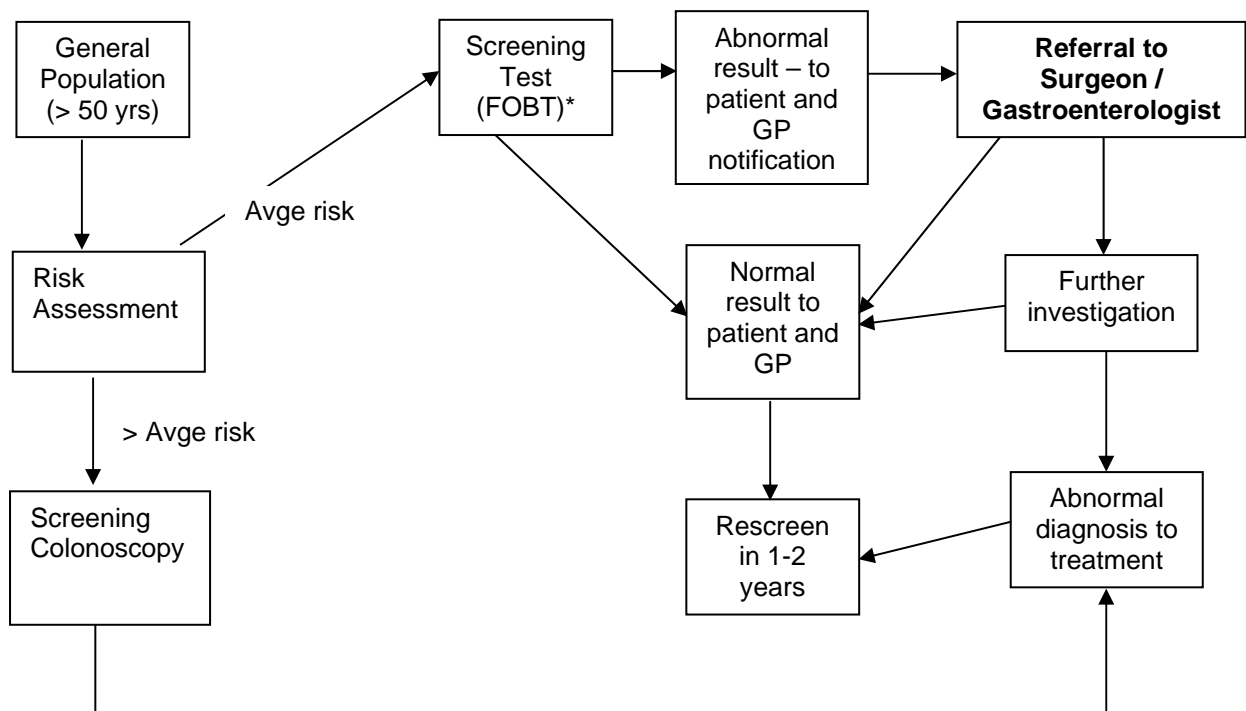 General
Population
(> 50 yrs)
Screening
Test
(FOBT)*
Abnormal
result – to
patient and
GP
notification
Referral to
Surgeon /
Gastroenterologist
Avge risk
Risk
Assessment
Normal
result to
patient and
GP
Further
investigation
> Avge risk
Screening
Colonoscopy
Rescreen
in 1-2
years
Abnormal
diagnosis to
treatment